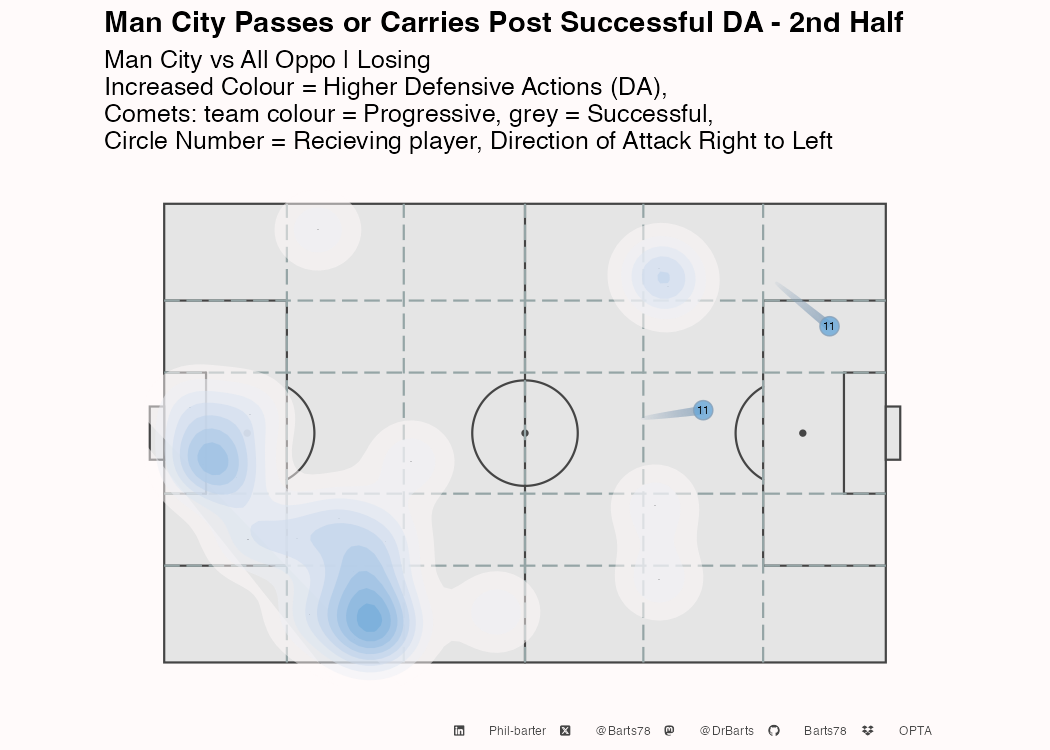 Man City Passes or Carries Post Successful DA - 2nd Half
Man City vs All Oppo | Losing
Increased Colour = Higher Defensive Actions (DA),
Comets: team colour = Progressive, grey = Successful,
Circle Number = Recieving player, Direction of Attack Right to Left
11
11
Phil-barter @Barts78 @DrBarts Barts78 OPTA